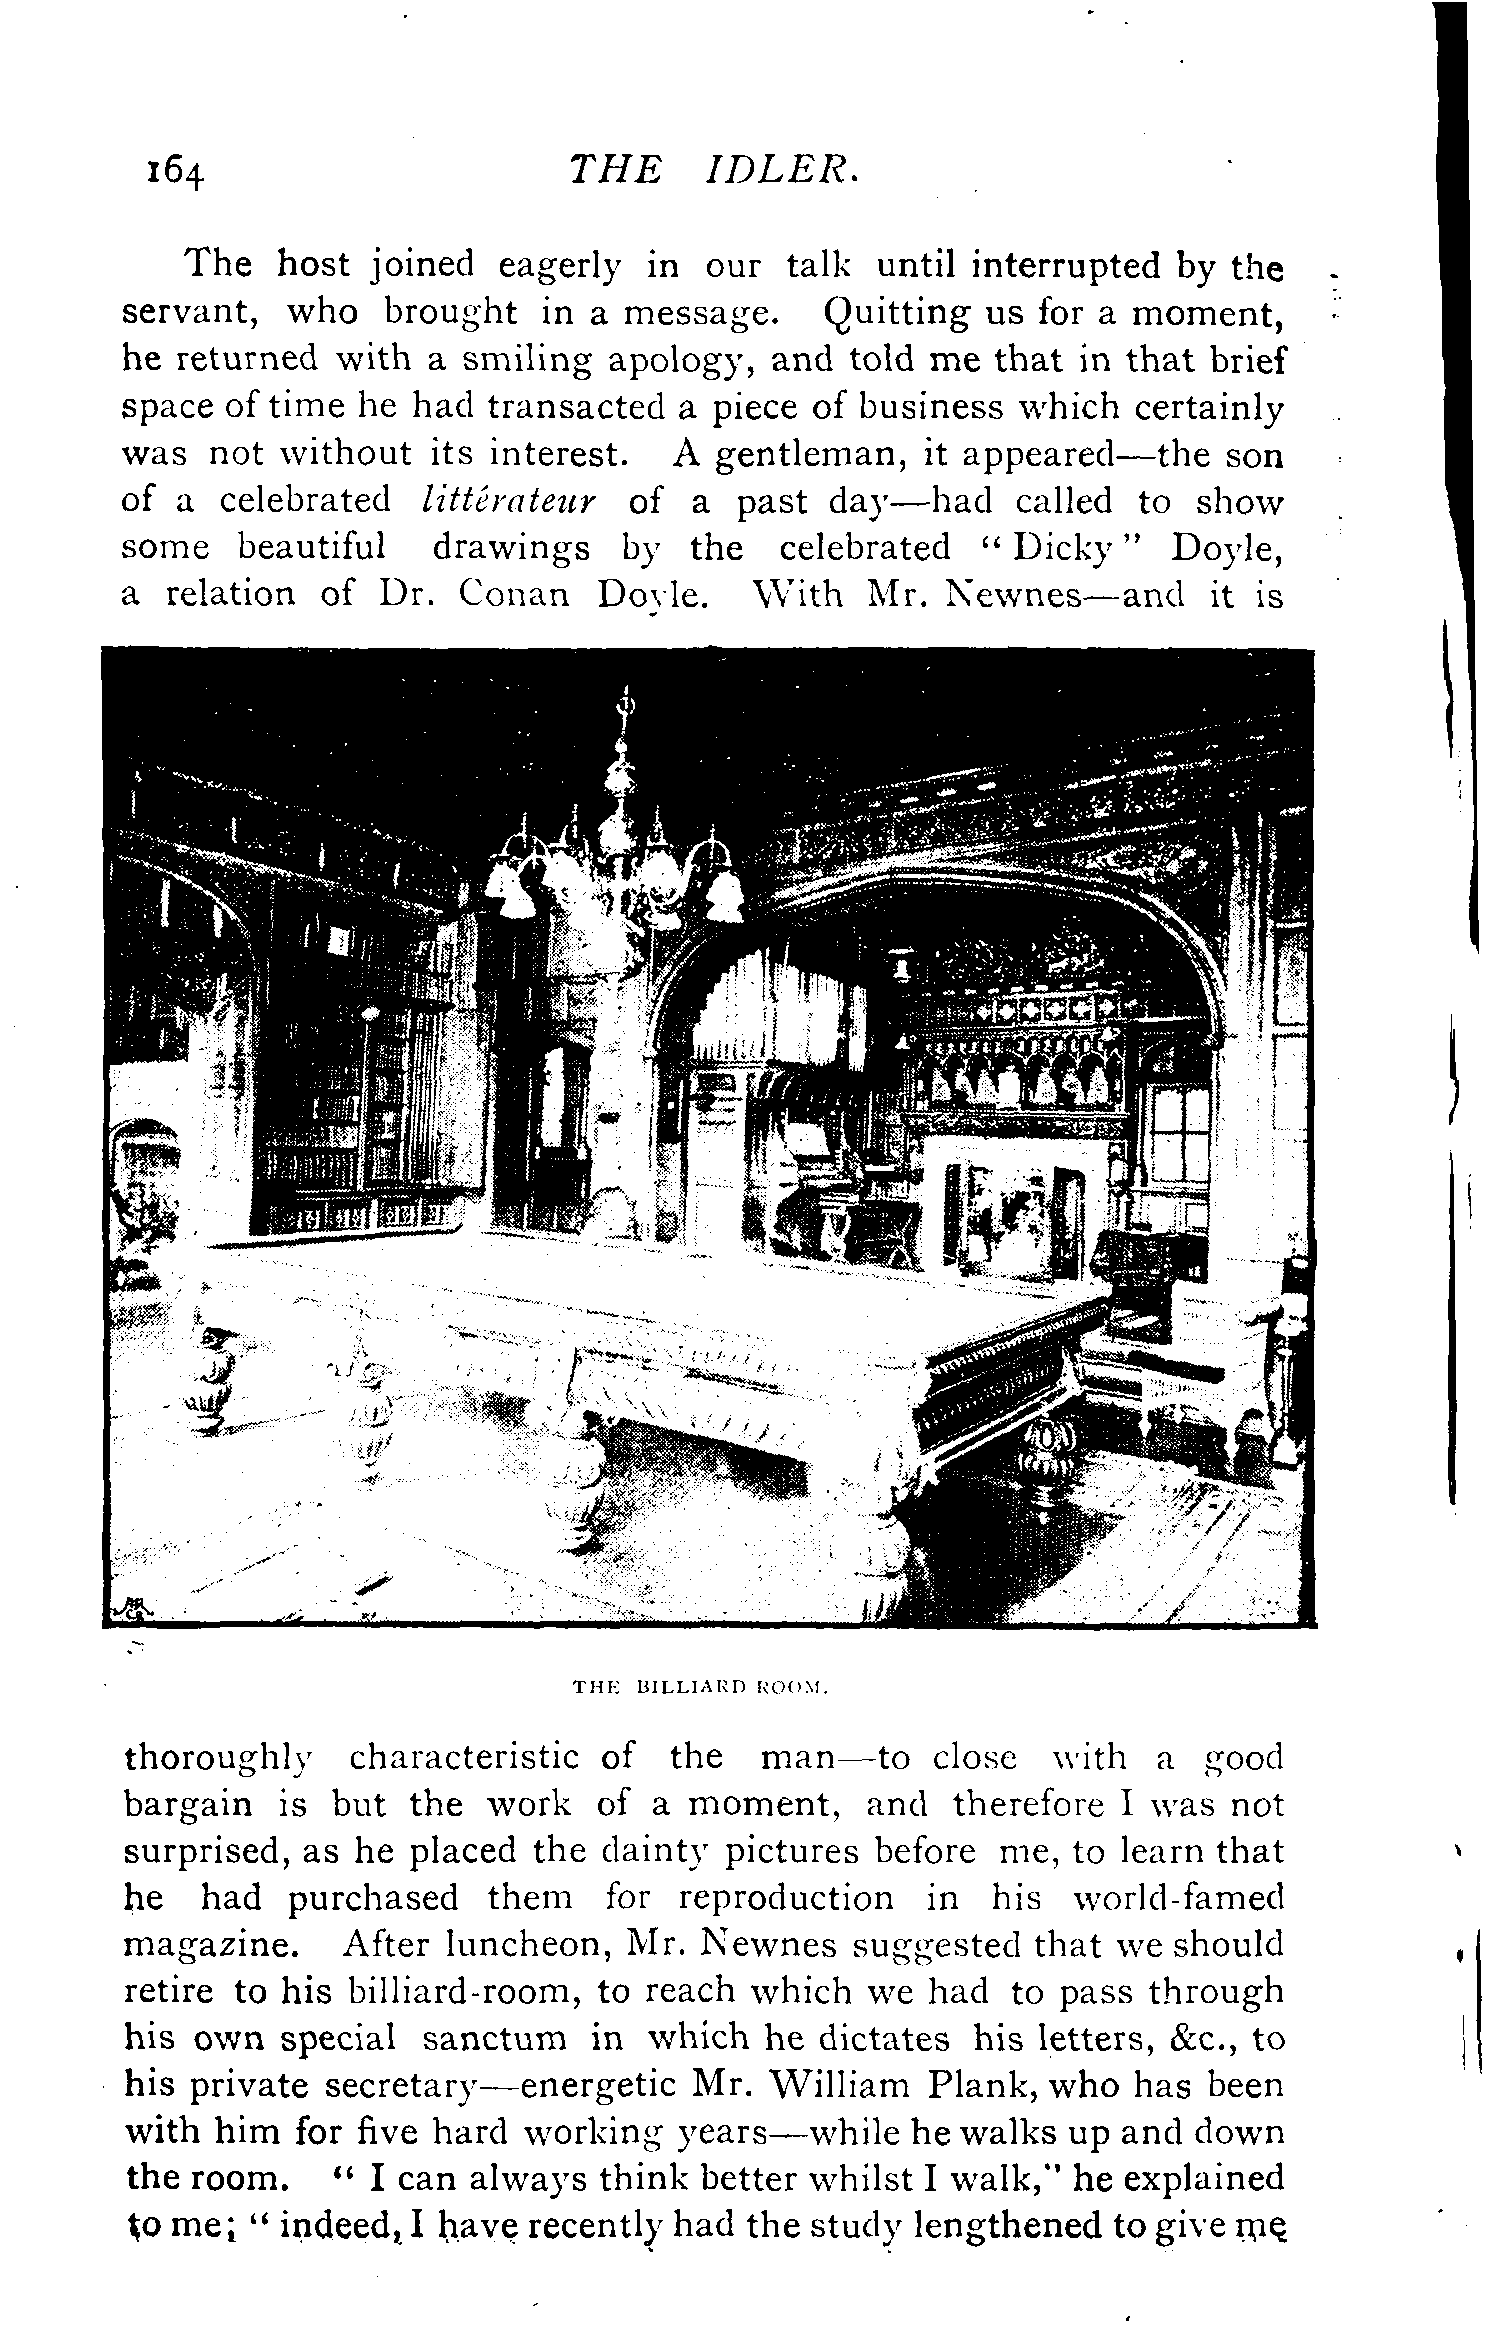 164 THE IDLER.
The host joined eagerly in our talk until interrupted by the
servant, who brought in a message. Quitting us for a moment,
he returned with a smiling apology, and told me that in that brief
space of time he had transacted a piece of business which certainly
was not without its interest. A gentleman, it appeared—the son
of a celebrated littérateur of a past day—had called to show
some beautiful drawings by the celebrated “Dicky” Doyle,
a relation of Dr. Conan Doyle. With Mr. Newnes—and it is
THE BILLIARD ROOM.
thoroughly characteristic of the man—to close with a good
bargain is but the work of a moment, and therefore I was not
surprised, as he placed the dainty pictures before me, to learn that
he had purchased them for reproduction in his world-famed
magazine. After luncheon, Mr. Newnes suggested that we should
retire to his billiard-room, to reach which we had to pass through
his own special sanctum in which he dictates his letters, &c., to
his private secretary—energetic Mr. William Plank, who has been
with him for five hard working years—while he walks up and down
the room. “I can always think better whilst I walk,” he explained
to me; “indeed, I have recently had the study lengthened to give me